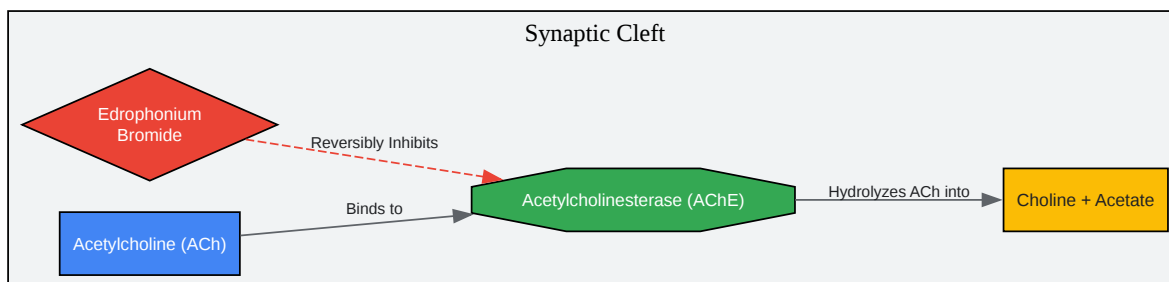 Synaptic Cleft
Edrophonium
Bromide
Reversibly Inhibits
Acetylcholine (ACh)
Binds to
Acetylcholinesterase (AChE)
Hydrolyzes ACh into
Choline + Acetate